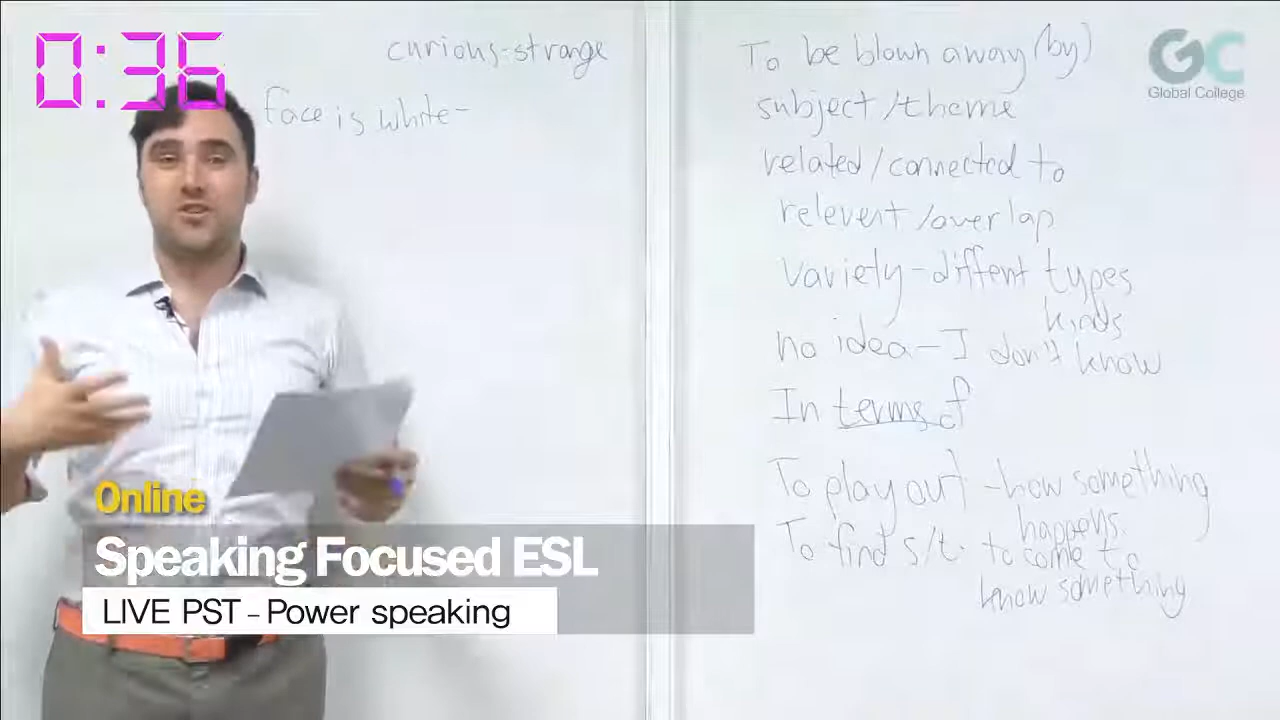 0:36
curious=strange
face is white-
To be blown away (by)
subject/theme
related/connected to
relevent/overlap
variety-diffent types
kinds
no idea-I don't know
In terms of
To play out -how something
happens.
To find s/t. to come to
know something
GC
Global College
Online
Speaking Focused ESL
LIVE PST - Power speaking